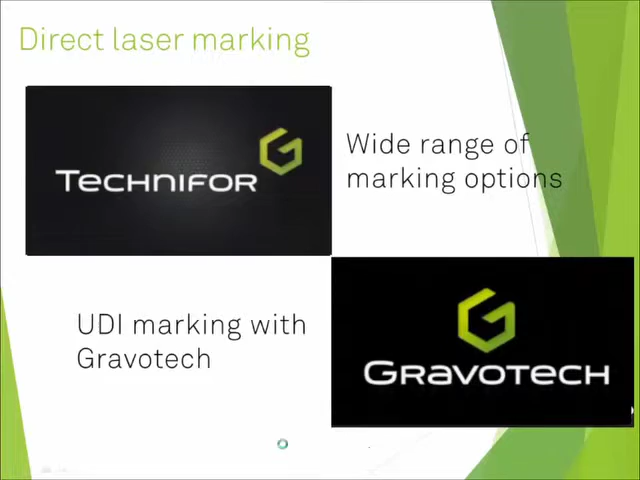 Direct laser marking
TECHNIFOR
Wide range of
marking options
UDI marking with
Gravotech
GRAVOTECH